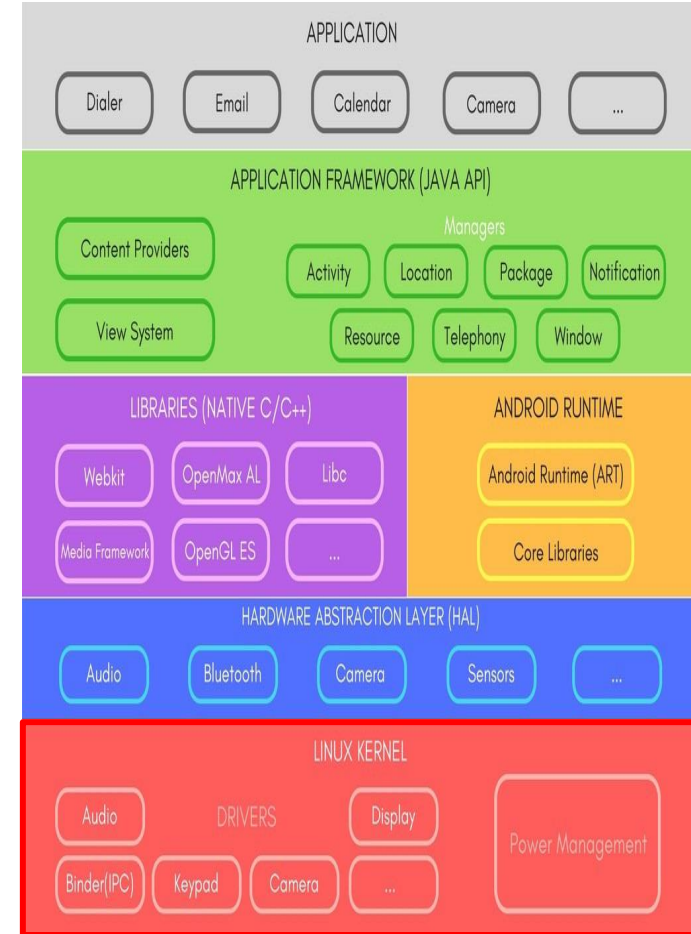 APPLICATION
Dialer Email Calendar Camera ...
APPLICATION FRAMEWORK (JAVA API)
Managers
Content Providers
Activity Location Package Notification
View System
Resource Telephony Window
LIBRARIES (NATIVE C/C++)
Webkit OpenMax AL Libc
Media Framework OpenGL ES ...
ANDROID RUNTIME
Android Runtime (ART)
Core Libraries
HARDWARE ABSTRACTION LAYER (HAL)
Audio Bluetooth Camera Sensors ...
LINUX KERNEL
Audio DRIVERS Display
Binder(IPC) Keypad Camera ...
Power Management